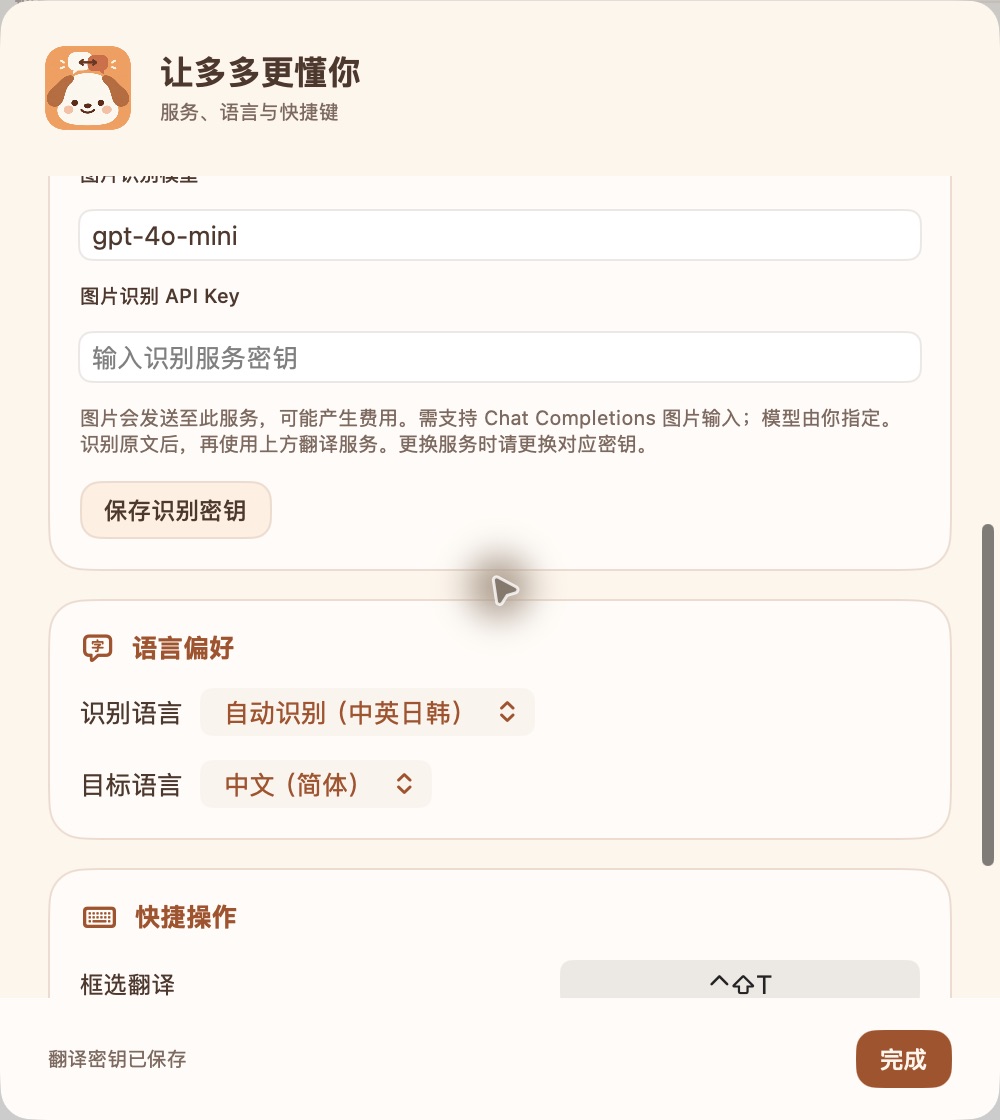 让多多更懂你
服务、语言与快捷键
图片识别模型
gpt-4o-mini
图片识别 API Key
输入识别服务密钥
图片会发送至此服务，可能产生费用。需支持 Chat Completions 图片输入；模型由你指定。
识别原文后，再使用上方翻译服务。更换服务时请更换对应密钥。
保存识别密钥
字 语言偏好
识别语言 自动识别（中英日韩）
目标语言 中文（简体）
快捷操作
框选翻译 ^⇧T
翻译密钥已保存
完成